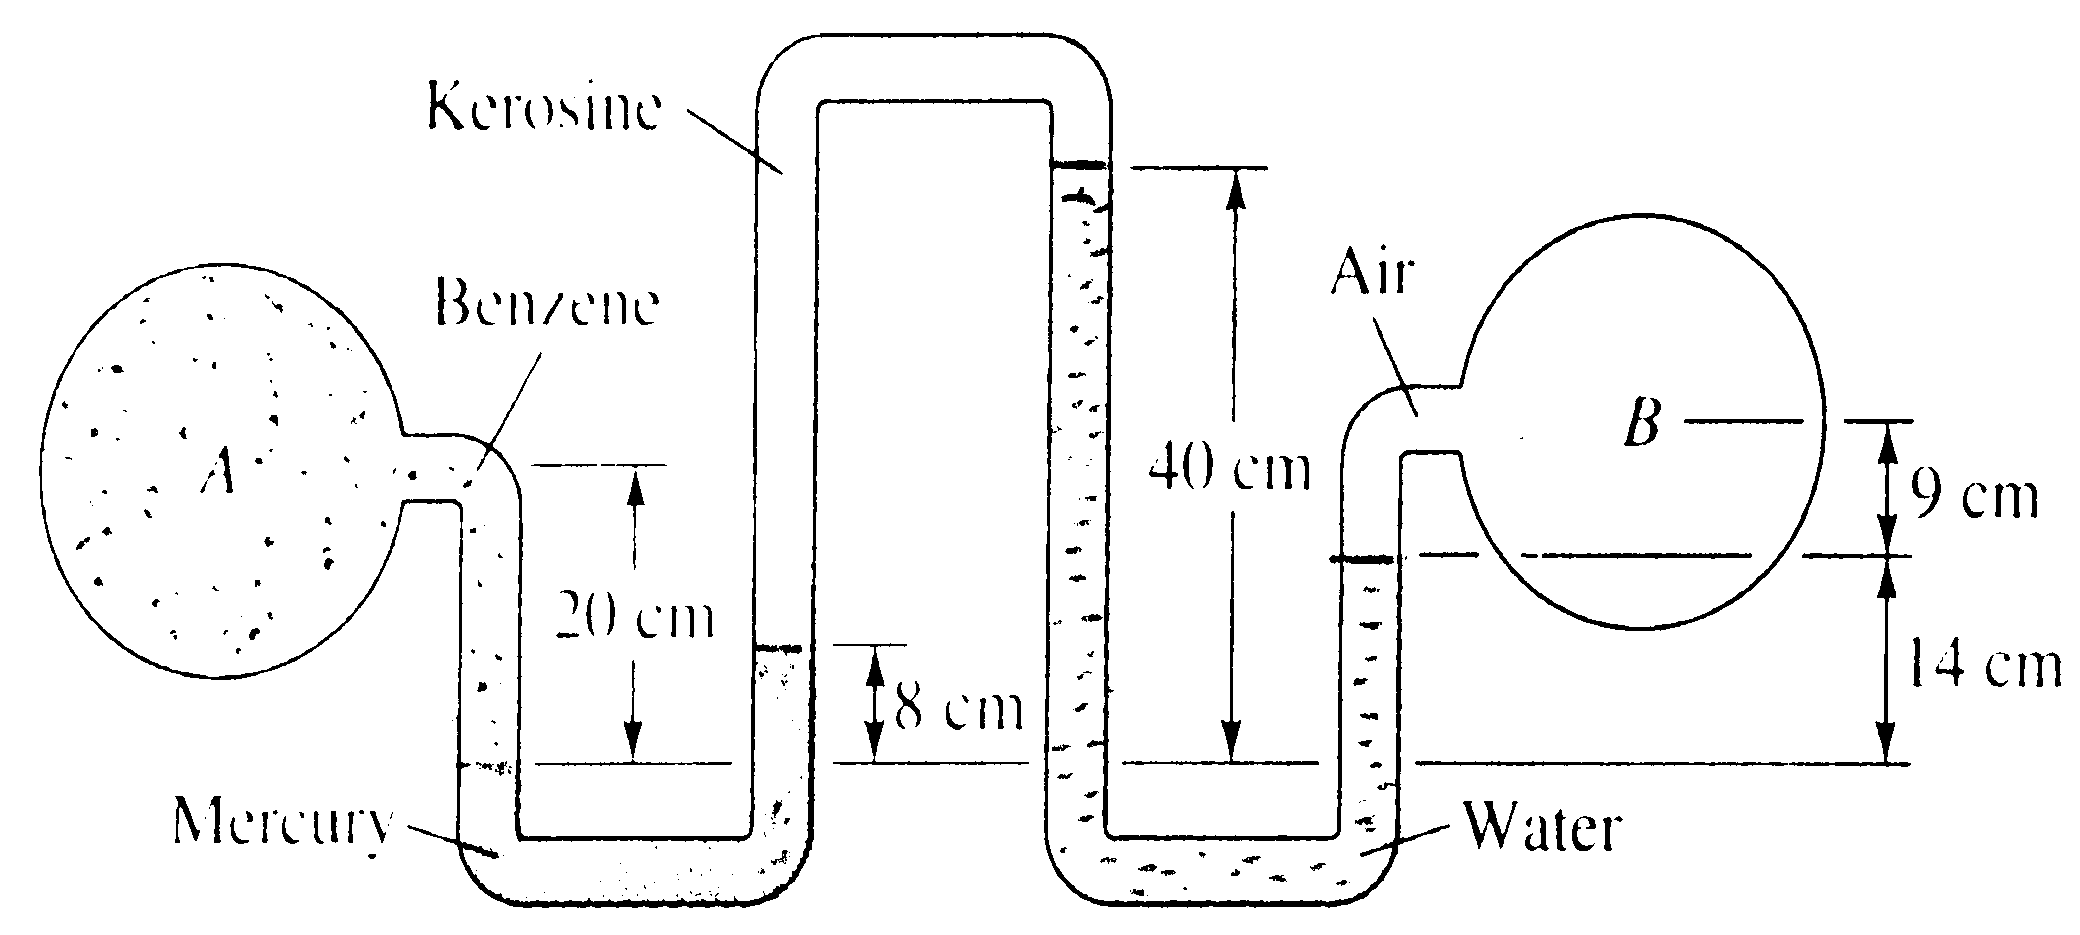 Kerosine
Benzene
Air
A
B
40 cm
9 cm
20 cm
14 cm
8 cm
Mercury
Water